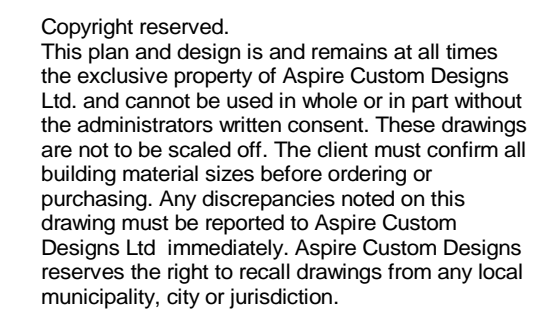 Copyright reserved.
This plan and design is and remains at all times
the exclusive property of Aspire Custom Designs
Ltd. and cannot be used in whole or in part without
the administrators written consent. These drawings
are not to be scaled off. The client must confirm all
building material sizes before ordering or
purchasing. Any discrepancies noted on this
drawing must be reported to Aspire Custom
Designs Ltd  immediately. Aspire Custom Designs
reserves the right to recall drawings from any local
municipality, city or jurisdiction.